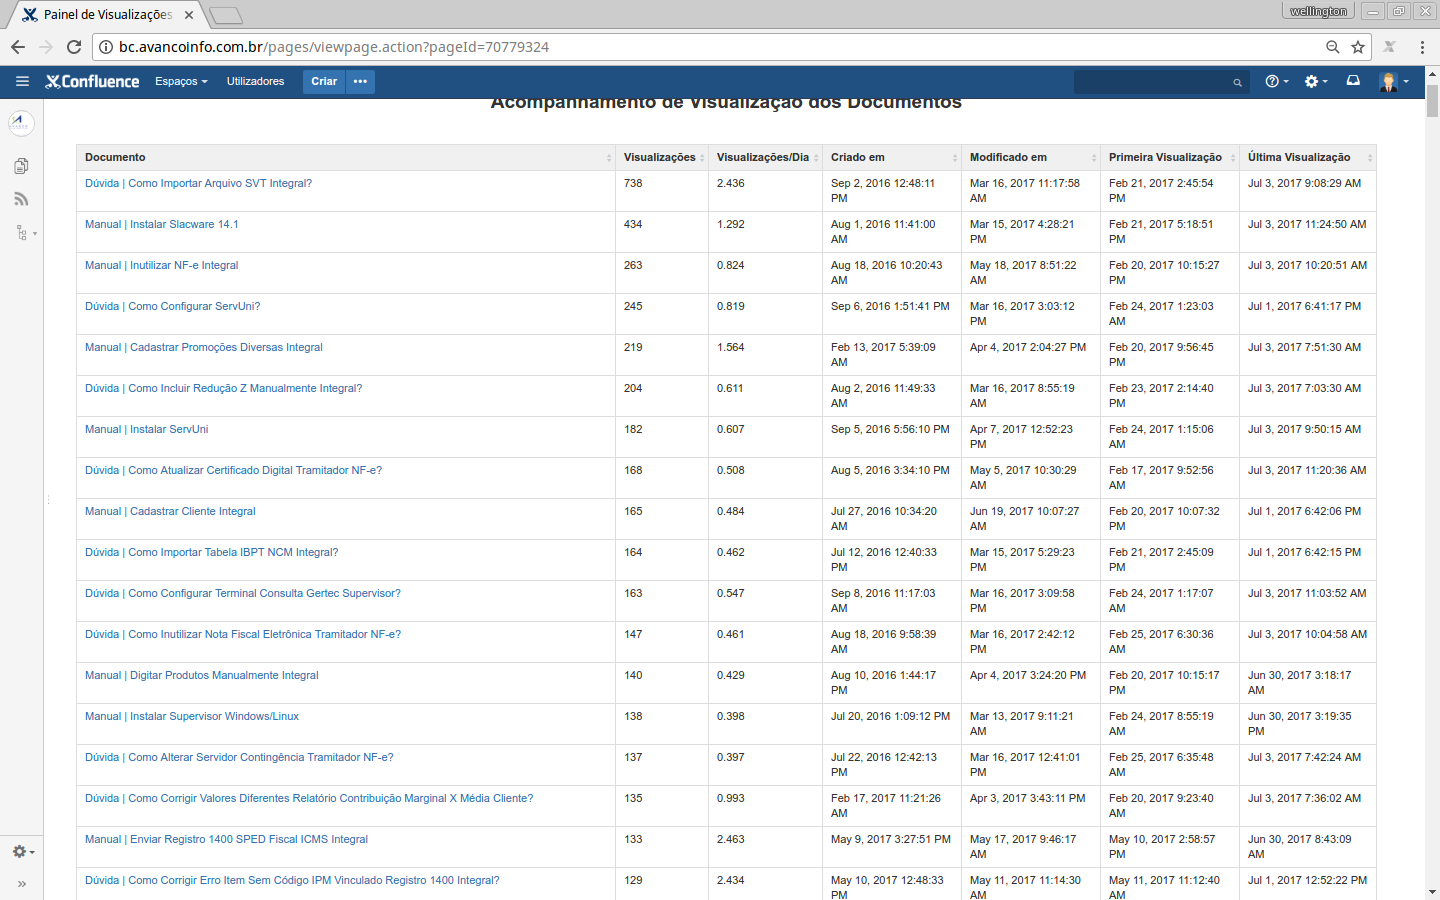 Painel de Visualizações
wellington
bc.avancoinfo.com.br/pages/viewpage.action?pageId=70779324
Confluence Espaços Utilizadores Criar •••
Acompanhamento de Visualização dos Documentos
Documento Visualizações Visualizações/Dia Criado em Modificado em Primeira Visualização Última Visualização
Dúvida | Como Importar Arquivo SVT Integral? 738 2.436 Sep 2, 2016 12:48:11 PM Mar 16, 2017 11:17:58 AM Feb 21, 2017 2:45:54 PM Jul 3, 2017 9:08:29 AM
Manual | Instalar Slacware 14.1 434 1.292 Aug 1, 2016 11:41:00 AM Mar 15, 2017 4:28:21 PM Feb 21, 2017 5:18:51 PM Jul 3, 2017 11:24:50 AM
Manual | Inutilizar NF-e Integral 263 0.824 Aug 18, 2016 10:20:43 AM May 18, 2017 8:51:22 AM Feb 20, 2017 10:15:27 PM Jul 3, 2017 10:20:51 AM
Dúvida | Como Configurar ServUni? 245 0.819 Sep 6, 2016 1:51:41 PM Mar 16, 2017 3:03:12 PM Feb 24, 2017 1:23:03 AM Jul 1, 2017 6:41:17 PM
Manual | Cadastrar Promoções Diversas Integral 219 1.564 Feb 13, 2017 5:39:09 AM Apr 4, 2017 2:04:27 PM Feb 20, 2017 9:56:45 PM Jul 3, 2017 7:51:30 AM
Dúvida | Como Incluir Redução Z Manualmente Integral? 204 0.611 Aug 2, 2016 11:49:33 AM Mar 16, 2017 8:55:19 AM Feb 23, 2017 2:14:40 PM Jul 3, 2017 7:03:30 AM
Manual | Instalar ServUni 182 0.607 Sep 5, 2016 5:56:10 PM Apr 7, 2017 12:52:23 PM Feb 24, 2017 1:15:06 AM Jul 3, 2017 9:50:15 AM
Dúvida | Como Atualizar Certificado Digital Tramitador NF-e? 168 0.508 Aug 5, 2016 3:34:10 PM May 5, 2017 10:30:29 AM Feb 17, 2017 9:52:56 AM Jul 3, 2017 11:20:36 AM
Manual | Cadastrar Cliente Integral 165 0.484 Jul 27, 2016 10:34:20 AM Jun 19, 2017 10:07:27 AM Feb 20, 2017 10:07:32 PM Jul 1, 2017 6:42:06 PM
Dúvida | Como Importar Tabela IBPT NCM Integral? 164 0.462 Jul 12, 2016 12:40:33 PM Mar 15, 2017 5:29:23 PM Feb 21, 2017 2:45:09 PM Jul 1, 2017 6:42:15 PM
Dúvida | Como Configurar Terminal Consulta Gertec Supervisor? 163 0.547 Sep 8, 2016 11:17:03 AM Mar 16, 2017 3:09:58 PM Feb 24, 2017 1:17:07 AM Jul 3, 2017 11:03:52 AM
Dúvida | Como Inutilizar Nota Fiscal Eletrônica Tramitador NF-e? 147 0.461 Aug 18, 2016 9:58:39 AM Mar 16, 2017 2:42:12 PM Feb 25, 2017 6:30:36 AM Jul 3, 2017 10:04:58 AM
Manual | Digitar Produtos Manualmente Integral 140 0.429 Aug 10, 2016 1:44:17 PM Apr 4, 2017 3:24:20 PM Feb 20, 2017 10:15:17 PM Jun 30, 2017 3:18:17 AM
Manual | Instalar Supervisor Windows/Linux 138 0.398 Jul 20, 2016 1:09:12 PM Mar 13, 2017 9:11:21 AM Feb 24, 2017 8:55:19 AM Jun 30, 2017 3:19:35 PM
Dúvida | Como Alterar Servidor Contingência Tramitador NF-e? 137 0.397 Jul 22, 2016 12:42:13 PM Mar 16, 2017 12:41:01 PM Feb 25, 2017 6:35:48 AM Jul 3, 2017 7:42:24 AM
Dúvida | Como Corrigir Valores Diferentes Relatório Contribuição Marginal X Média Cliente? 135 0.993 Feb 17, 2017 11:21:26 AM Apr 3, 2017 3:43:11 PM Feb 20, 2017 9:23:40 AM Jul 3, 2017 7:36:02 AM
Manual | Enviar Registro 1400 SPED Fiscal ICMS Integral 133 2.463 May 9, 2017 3:27:51 PM May 17, 2017 9:46:17 AM May 10, 2017 2:58:57 PM Jun 30, 2017 8:43:09 AM
Dúvida | Como Corrigir Erro Item Sem Código IPM Vinculado Registro 1400 Integral? 129 2.434 May 10, 2017 12:48:33 PM May 11, 2017 11:14:30 AM May 11, 2017 11:12:40 AM Jul 1, 2017 12:52:22 PM